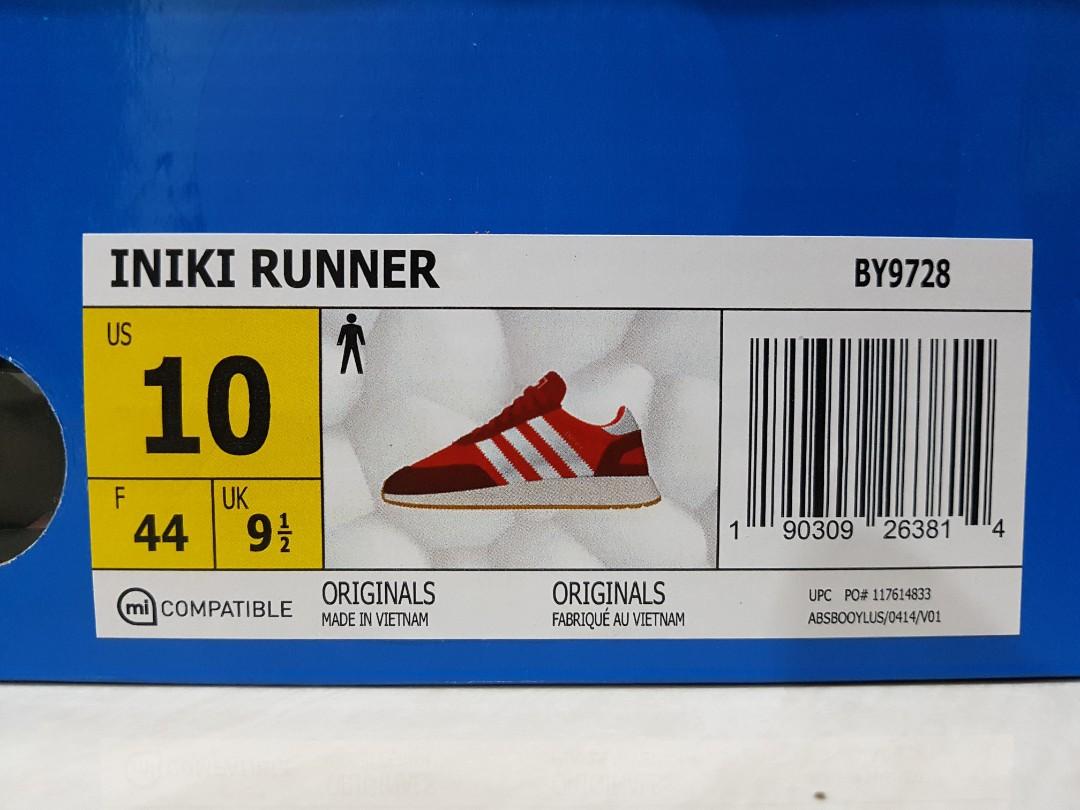 INIKI RUNNER
BY9728
US
10
F
44
UK
9 1/2
1 90309 26381 4
mi COMPATIBLE
ORIGINALS
MADE IN VIETNAM
ORIGINALS
FABRIQUÉ AU VIETNAM
UPC PO# 117614833
ABSBOOYLUS/0414/V01